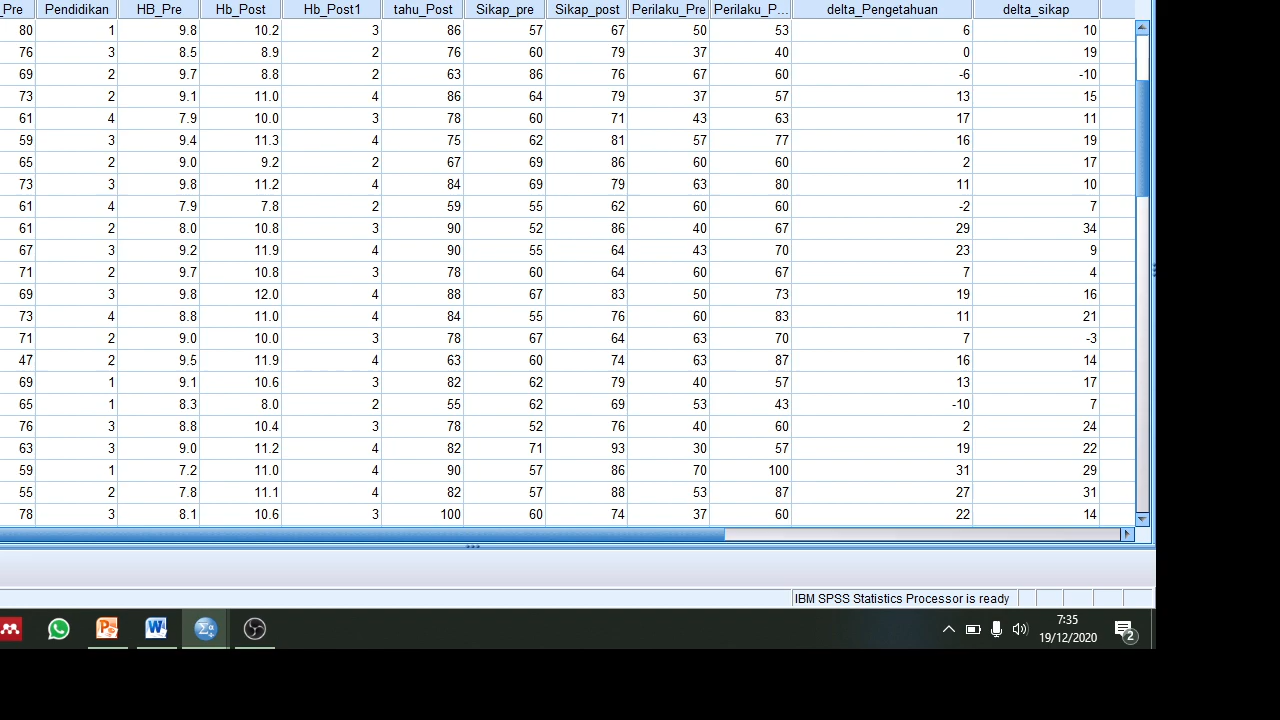 _Pre Pendidikan HB_Pre Hb_Post Hb_Post1 tahu_Post Sikap_pre Sikap_post Perilaku_Pre Perilaku_P... delta_Pengetahuan delta_sikap
80 1 9.8 10.2 3 86 57 67 50 53 6 10
76 3 8.5 8.9 2 76 60 79 37 40 0 19
69 2 9.7 8.8 2 63 86 76 67 60 -6 -10
73 2 9.1 11.0 4 86 64 79 37 57 13 15
61 4 7.9 10.0 3 78 60 71 43 63 17 11
59 3 9.4 11.3 4 75 62 81 57 77 16 19
65 2 9.0 9.2 2 67 69 86 60 60 2 17
73 3 9.8 11.2 4 84 69 79 63 80 11 10
61 4 7.9 7.8 2 59 55 62 60 60 -2 7
61 2 8.0 10.8 3 90 52 86 40 67 29 34
67 3 9.2 11.9 4 90 55 64 43 70 23 9
71 2 9.7 10.8 3 78 60 64 60 67 7 4
69 3 9.8 12.0 4 88 67 83 50 73 19 16
73 4 8.8 11.0 4 84 55 76 60 83 11 21
71 2 9.0 10.0 3 78 67 64 63 70 7 -3
47 2 9.5 11.9 4 63 60 74 63 87 16 14
69 1 9.1 10.6 3 82 62 79 40 57 13 17
65 1 8.3 8.0 2 55 62 69 53 43 -10 7
76 3 8.8 10.4 3 78 52 76 40 60 2 24
63 3 9.0 11.2 4 82 71 93 30 57 19 22
59 1 7.2 11.0 4 90 57 86 70 100 31 29
55 2 7.8 11.1 4 82 57 88 53 87 27 31
78 3 8.1 10.6 3 100 60 74 37 60 22 14
IBM SPSS Statistics Processor is ready
7:35
19/12/2020
2